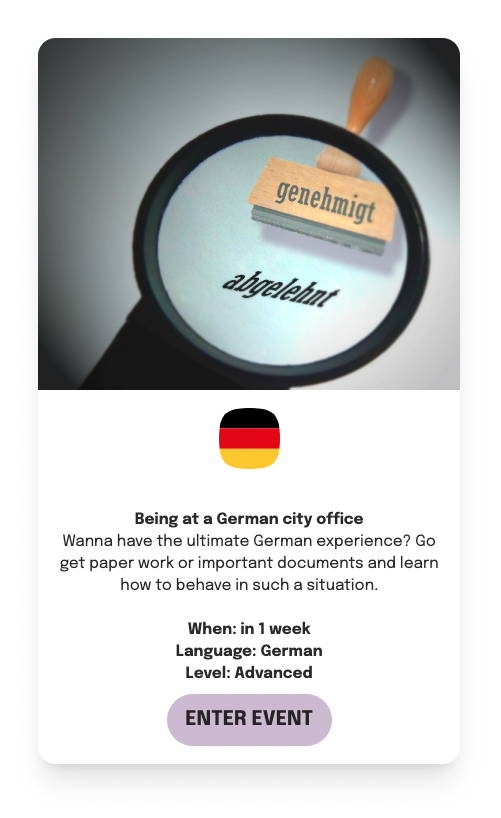 genehmigt
abgelehnt
Being at a German city office
Wanna have the ultimate German experience? Go
get paper work or important documents and learn
how to behave in such a situation.
When: in 1 week
Language: German
Level: Advanced
ENTER EVENT